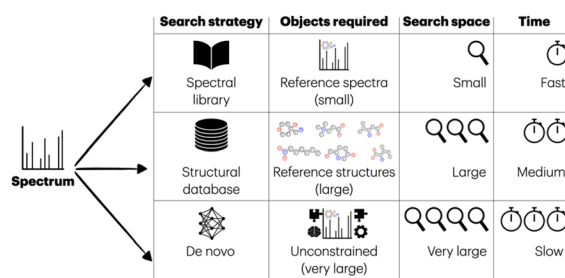 Search strategy Objects required Search space Time
Spectral Reference spectra Small Fast
library (small)
Spectrum
Structural Reference structures Large Medium
database (large)
De novo Unconstrained Very large Slow
(very large)